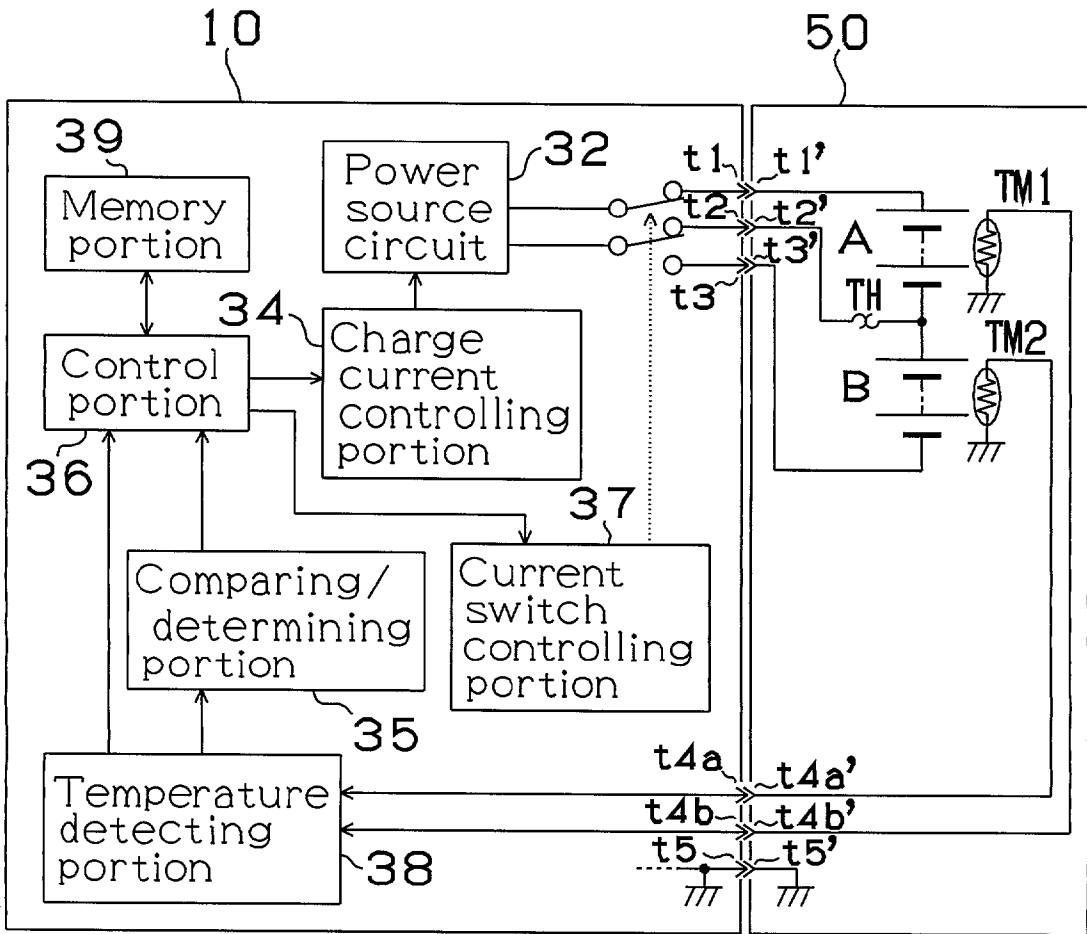 10
50
39
Memory
portion
Power
source
circuit
32
t1
t1'
t2
t2'
t3
t3'
A
TM1
TH
34
Charge
current
controlling
portion
Control
portion
36
B
TM2
37
Current
switch
controlling
portion
Comparing/
determining
portion
35
Temperature
detecting
portion
38
t4a
t4a'
t4b
t4b'
t5
t5'